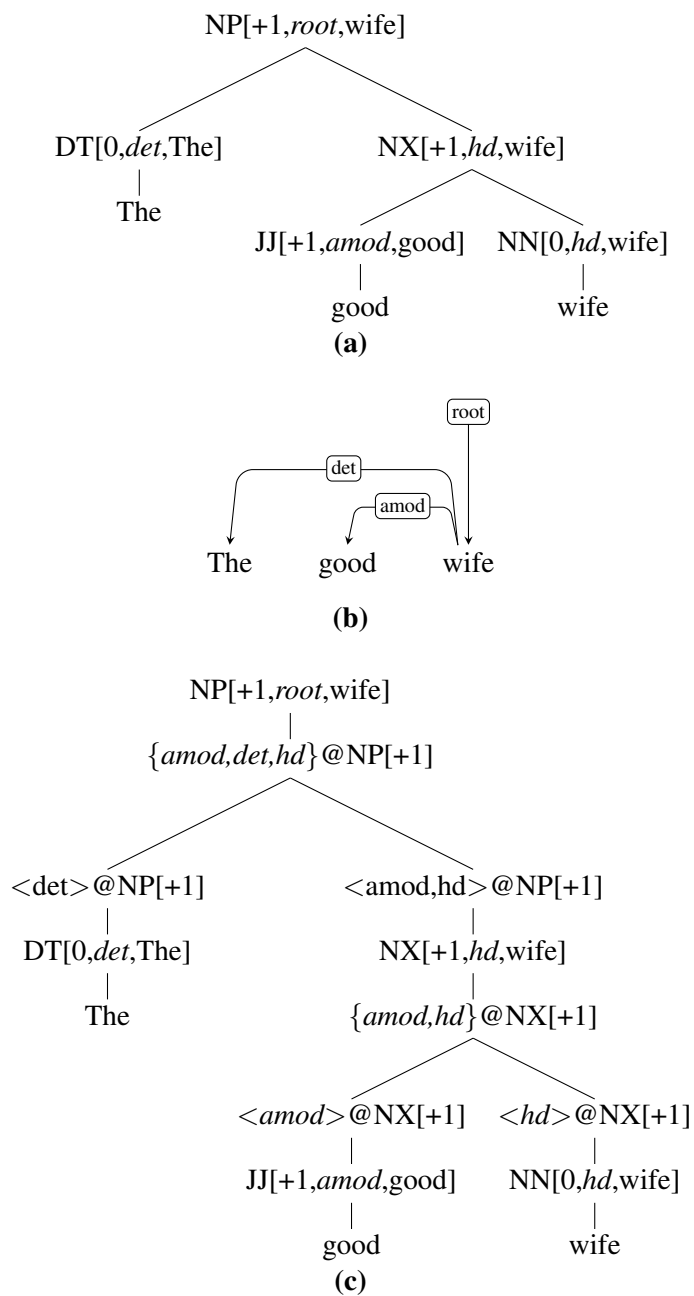 NP[+1,root,wife]
DT[0,det,The] NX[+1,hd,wife]
The
JJ[+1,amod,good] NN[0,hd,wife]
good wife
(a)
root
det
amod
The good wife
(b)
NP[+1,root,wife]
{amod,det,hd}@NP[+1]
<det>@NP[+1] <amod,hd>@NP[+1]
DT[0,det,The] NX[+1,hd,wife]
The {amod,hd}@NX[+1]
<amod>@NX[+1] <hd>@NX[+1]
JJ[+1,amod,good] NN[0,hd,wife]
good wife
(c)